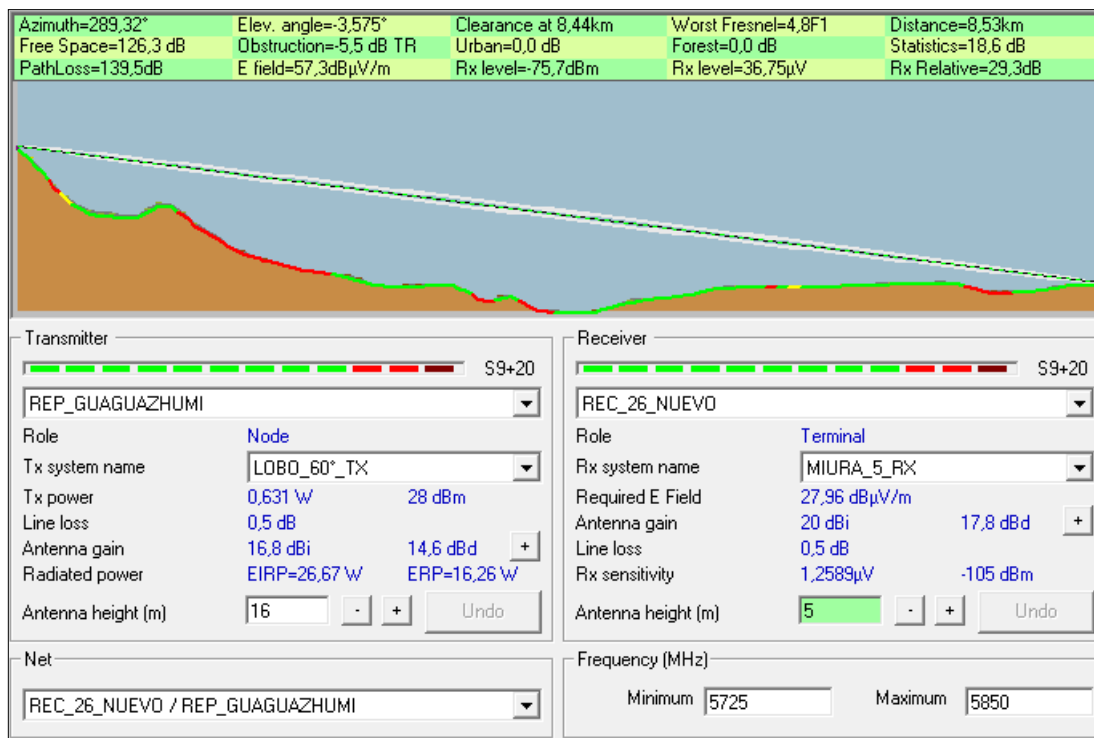 Azimuth=289,32° Elev. angle=-3,575° Clearance at 8,44km Worst Fresnel=4,8F1 Distance=8,53km
Free Space=126,3 dB Obstruction=-5,5 dB TR Urban=0,0 dB Forest=0,0 dB Statistics=18,6 dB
PathLoss=139,5dB E field=57,3dBµV/m Rx level=-75,7dBm Rx level=36,75µV Rx Relative=29,3dB
Transmitter
S9+20
REP_GUAGUAZHUMI
Role Node
Tx system name LOBO_60°_TX
Tx power 0,631 W 28 dBm
Line loss 0,5 dB
Antenna gain 16,8 dBi 14,6 dBd +
Radiated power EIRP=26,67 W ERP=16,26 W
Antenna height (m) 16 - + Undo
Receiver
S9+20
REC_26_NUEVO
Role Terminal
Rx system name MIURA_5_RX
Required E Field 27,96 dBµV/m
Antenna gain 20 dBi 17,8 dBd +
Line loss 0,5 dB
Rx sensitivity 1,2589µV -105 dBm
Antenna height (m) 5 - + Undo
Net
REC_26_NUEVO / REP_GUAGUAZHUMI
Frequency (MHz)
Minimum 5725 Maximum 5850